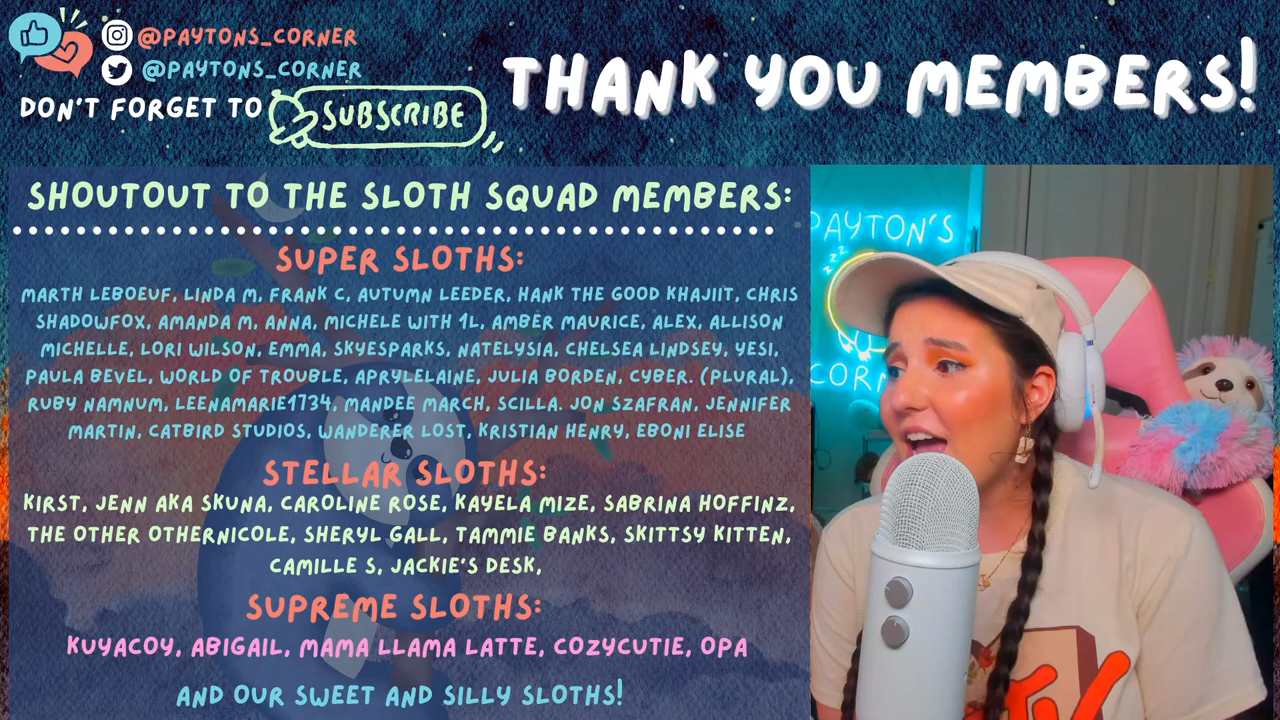 @PAYTONS_CORNER
@PAYTONS_CORNER
DON'T FORGET TO SUBSCRIBE
THANK YOU MEMBERS!
SHOUTOUT TO THE SLOTH SQUAD MEMBERS:
SUPER SLOTHS:
MARTH LEBOEUF, LINDA M, FRANK C, AUTUMN LEEDER, HANK THE GOOD KHAJIIT, CHRIS
SHADOWFOX, AMANDA M, ANNA, MICHELE WITH 1L, AMBER MAURICE, ALEX, ALLISON
MICHELLE, LORI WILSON, EMMA, SKYESPARKS, NATELYSIA, CHELSEA LINDSEY, YESI,
PAULA BEVEL, WORLD OF TROUBLE, APRYLELAINE, JULIA BORDEN, CYBER. (PLURAL),
RUBY NAMNUM, LEENAMARIE1734, MANDEE MARCH, SCILLA. JON SZAFRAN, JENNIFER
MARTIN, CATBIRD STUDIOS, WANDERER LOST, KRISTIAN HENRY, EBONI ELISE
STELLAR SLOTHS:
KIRST, JENN AKA SKUNA, CAROLINE ROSE, KAYELA MIZE, SABRINA HOFFINZ,
THE OTHER OTHERNICOLE, SHERYL GALL, TAMMIE BANKS, SKITTSY KITTEN,
CAMILLE S, JACKIE'S DESK,
SUPREME SLOTHS:
KUYACOY, ABIGAIL, MAMA LLAMA LATTE, COZYCUTIE, OPA
AND OUR SWEET AND SILLY SLOTHS!
PAYTON'S
zzz